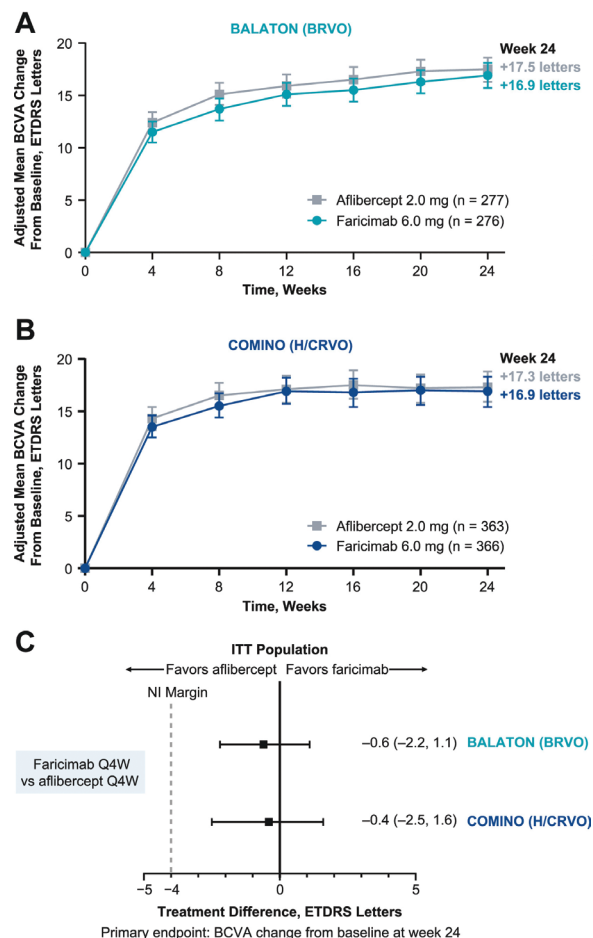 A
BALATON (BRVO)
Adjusted Mean BCVA Change
From Baseline, ETDRS Letters
20
15
10
5
0
Week 24
+17.5 letters
+16.9 letters
Aflibercept 2.0 mg (n = 277)
Faricimab 6.0 mg (n = 276)
0 4 8 12 16 20 24
Time, Weeks
B
COMINO (H/CRVO)
Adjusted Mean BCVA Change
From Baseline, ETDRS Letters
20
15
10
5
0
Week 24
+17.3 letters
+16.9 letters
Aflibercept 2.0 mg (n = 363)
Faricimab 6.0 mg (n = 366)
0 4 8 12 16 20 24
Time, Weeks
C
ITT Population
Favors aflibercept Favors faricimab
NI Margin
–0.6 (–2.2, 1.1) BALATON (BRVO)
Faricimab Q4W
vs aflibercept Q4W
–0.4 (–2.5, 1.6) COMINO (H/CRVO)
–5 –4 0 5
Treatment Difference, ETDRS Letters
Primary endpoint: BCVA change from baseline at week 24